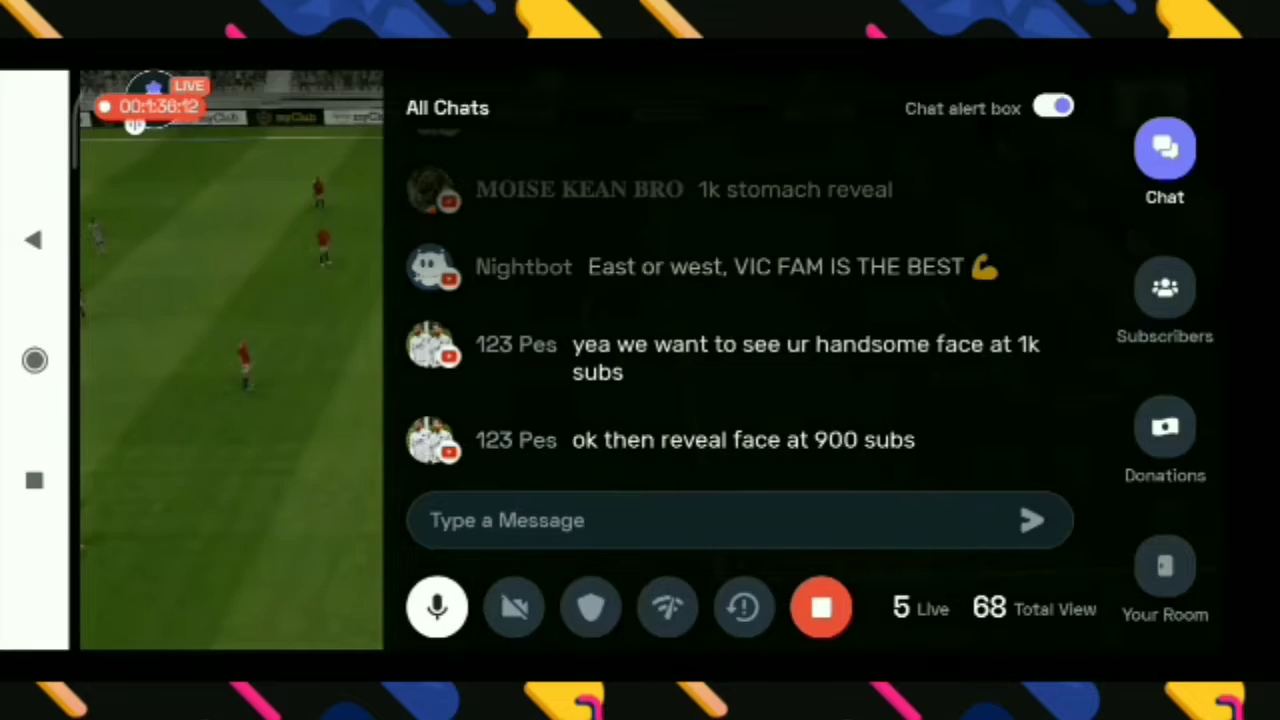 LIVE
00:1:36:12
myClub
myClub
All Chats
Chat alert box
Chat
MOISE KEAN BRO 1k stomach reveal
Nightbot East or west, VIC FAM IS THE BEST 💪
Subscribers
123 Pes yea we want to see ur handsome face at 1k
subs
123 Pes ok then reveal face at 900 subs
Donations
Type a Message
5 Live 68 Total View
Your Room